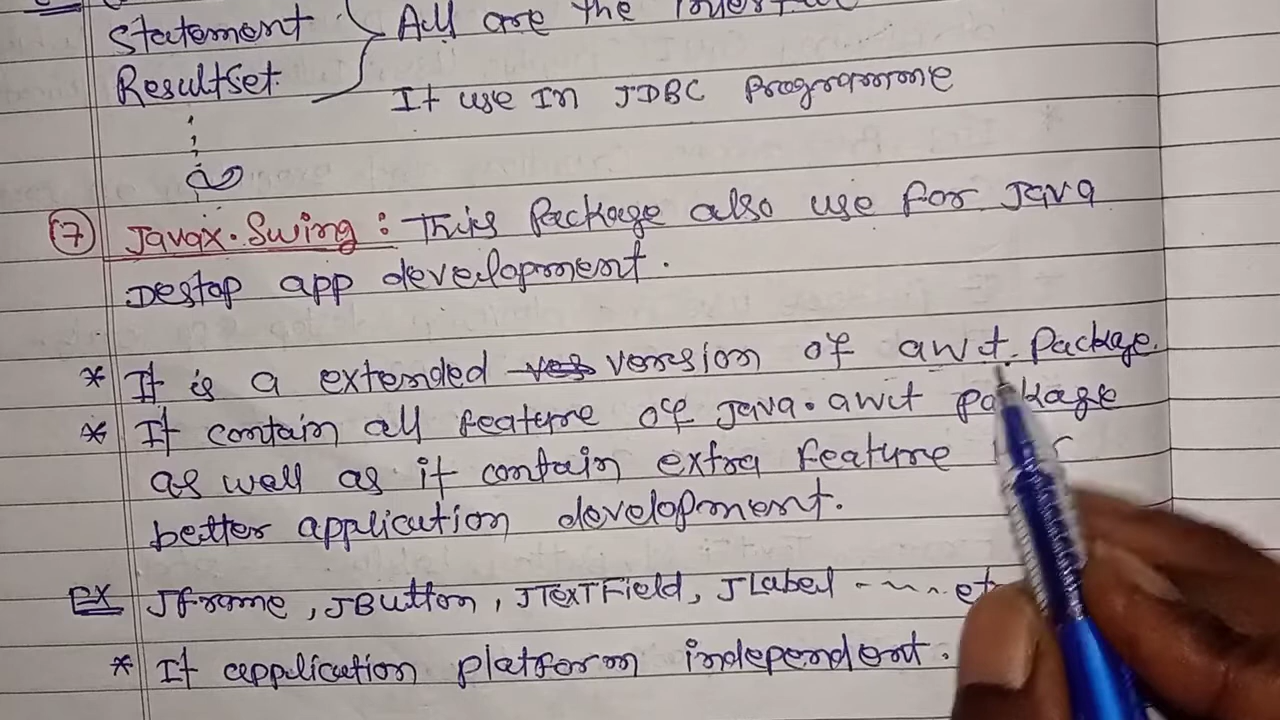 Statement All are the
ResultSet.
It use In JDBC programme
(7) Javax.Swing: This package also use for Java
Destop app development.
* It is a extended version of awt package.
* It contain all feature of Java.awt package
as well as it contain extra feature
better application development.
Ex JFrame, JButton, JTextField, JLabel
* It application platform independent.